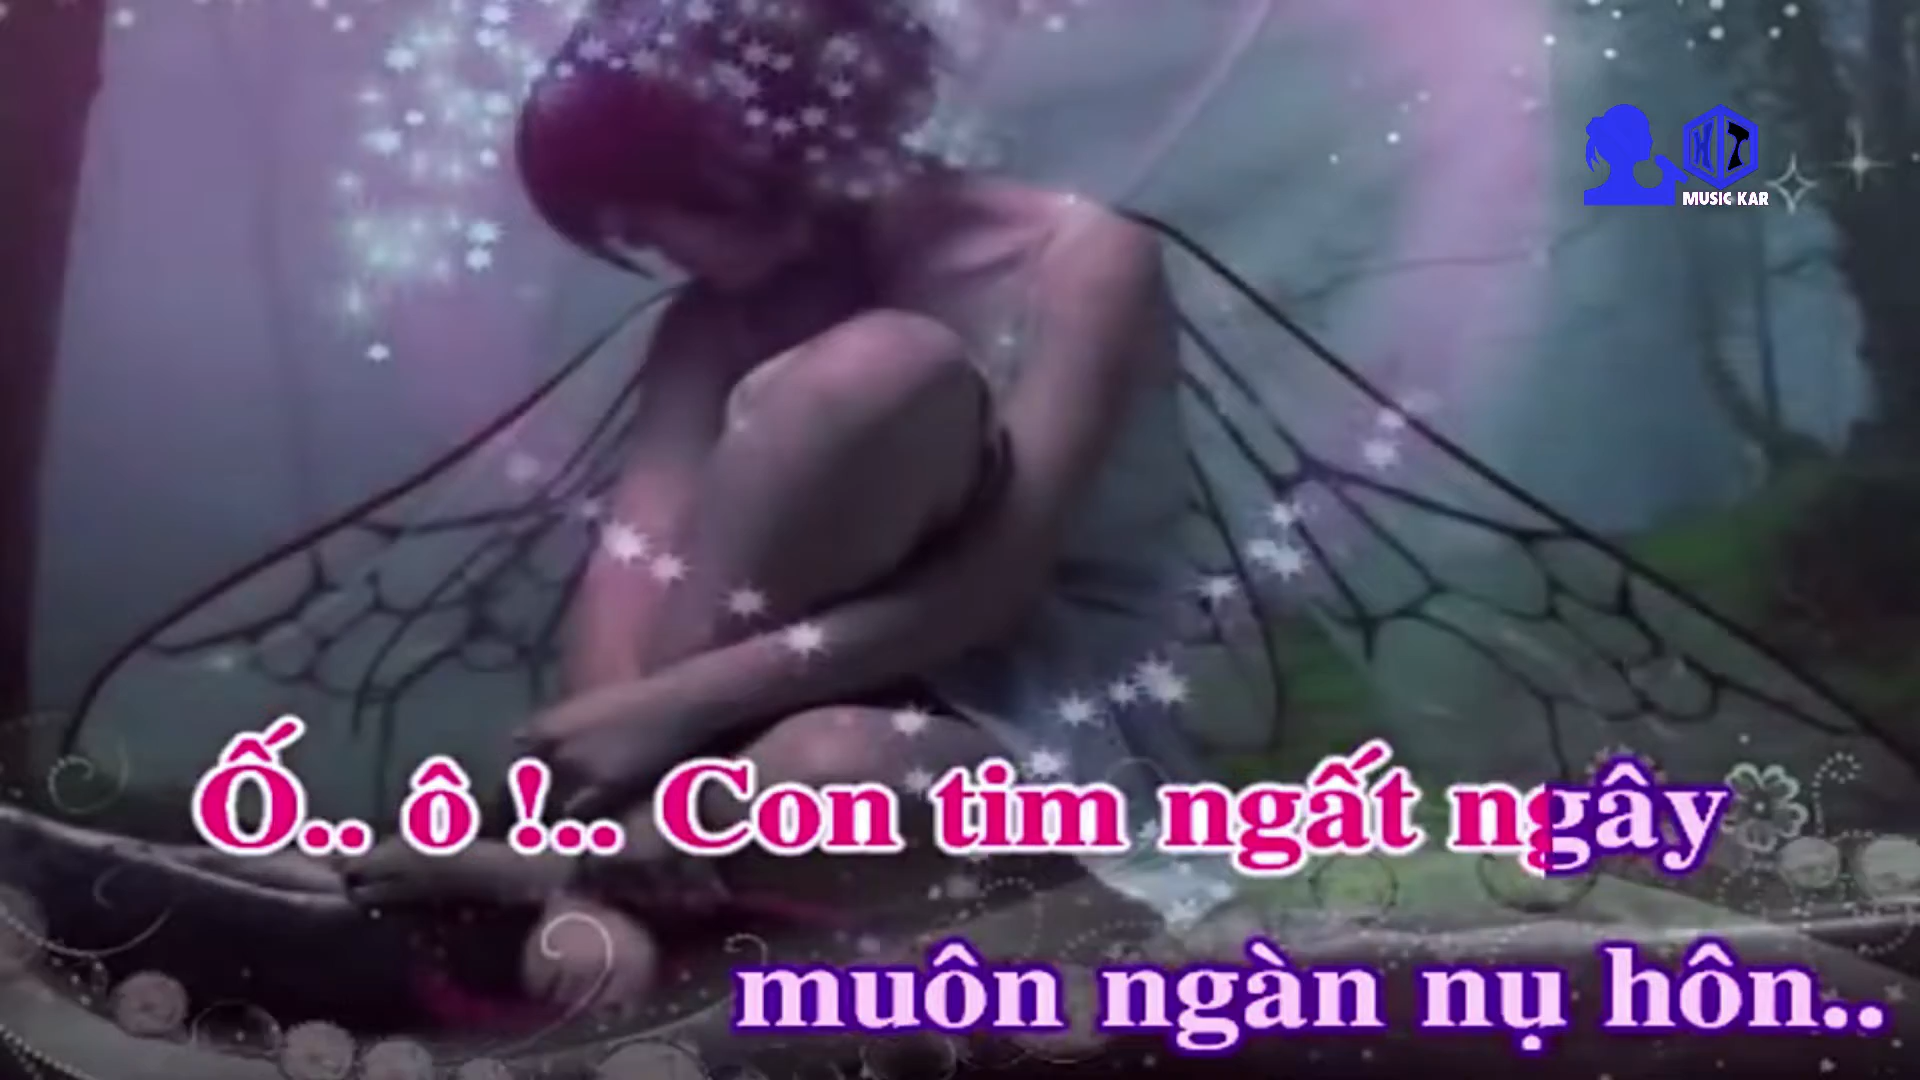 MUSIC KAR
Ố.. ô !.. Con tim ngất ngây
muôn ngàn nụ hôn..